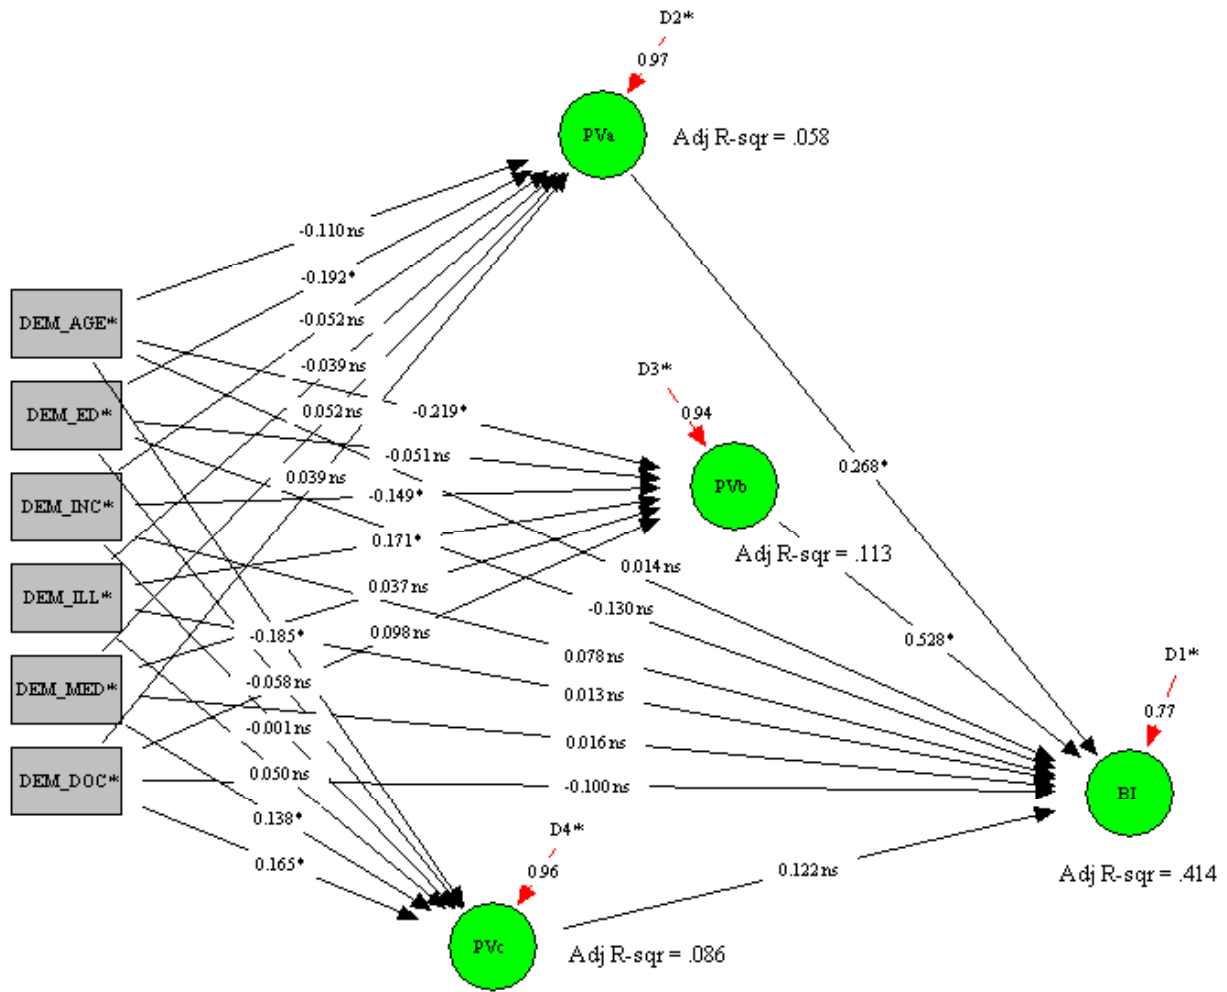 D2*
0.97
PVa
Adj R-sqr = .058
-0.110 ns
-0.192*
DEM_AGE*
-0.052 ns
-0.039 ns
D3*
DEM_ED*
0.052 ns
-0.219*
0.94
-0.051 ns
0.268*
0.039 ns
PVb
DEM_INC*
-0.149*
0.171*
Adj R-sqr = .113
0.014 ns
0.037 ns
DEM_ILL*
-0.130 ns
-0.185*
0.098 ns
0.528*
0.078 ns
D1*
-0.058 ns
DEM_MED*
0.013 ns
0.77
-0.001 ns
0.016 ns
0.050 ns
DEM_DOC*
-0.100 ns
BI
0.138*
D4*
0.165*
0.96
0.122 ns
Adj R-sqr = .414
PVc
Adj R-sqr = .086